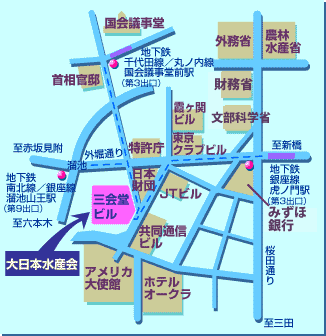 国会議事堂
外務省
農林
水産省
地下鉄
千代田線／丸ノ内線
国会議事堂前駅
(第3出口)
首相官邸
財務省
霞ヶ関
ビル
文部科学省
至赤坂見附
外堀通り
溜池
特許庁
東京
クラブビル
至新橋
地下鉄
南北線／銀座線
溜池山王駅
(第9出口)
日本
財団
地下鉄
銀座線
虎ノ門駅
(第3出口)
三会堂
ビル
JTビル
みずほ
銀行
至六本木
共同通信
ビル
大日本水産会
桜田通り
アメリカ
大使館
ホテル
オークラ
至三田